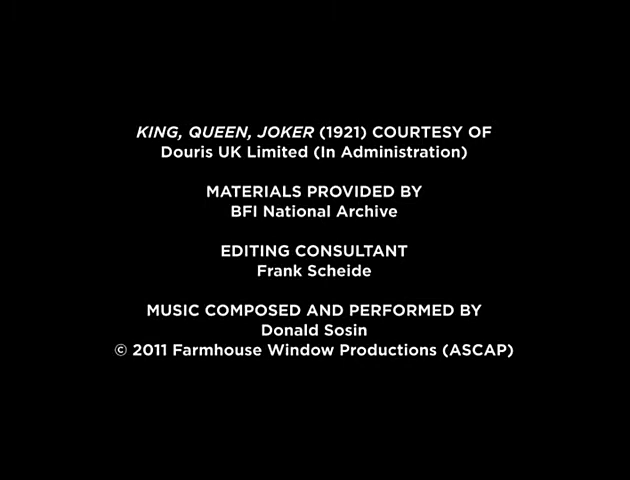 KING, QUEEN, JOKER (1921) COURTESY OF
Douris UK Limited (In Administration)
MATERIALS PROVIDED BY
BFI National Archive
EDITING CONSULTANT
Frank Scheide
MUSIC COMPOSED AND PERFORMED BY
Donald Sosin
© 2011 Farmhouse Window Productions (ASCAP)